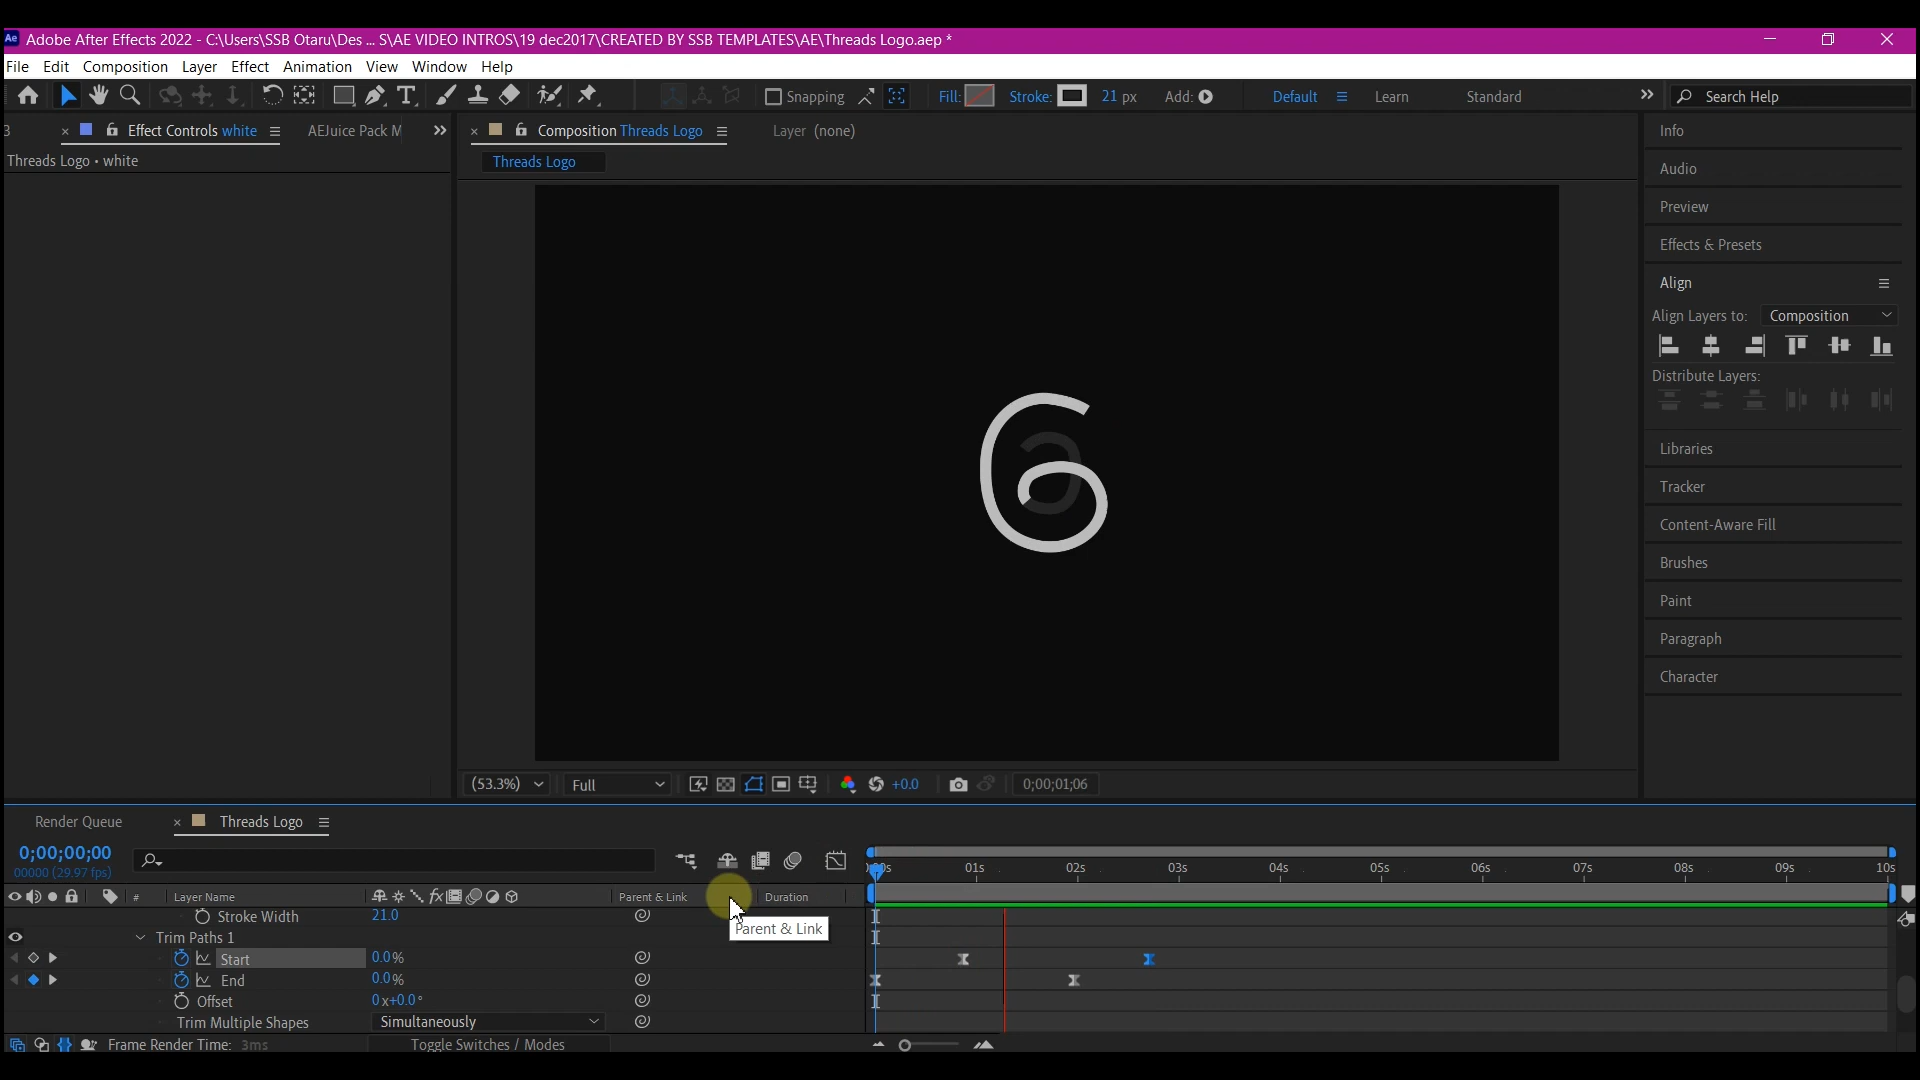 Ae Adobe After Effects 2022 - C:\Users\SSB Otaru\Des ... S\AE VIDEO INTROS\19 dec2017\CREATED BY SSB TEMPLATES\AE\Threads Logo.aep *
File Edit Composition Layer Effect Animation View Window Help
Snapping Fill: Stroke: 21 px Add: Default Learn Standard Search Help
3 × Effect Controls white AEJuice Pack M × Composition Threads Logo Layer (none) Info
Threads Logo • white Threads Logo
Audio
Preview
Effects & Presets
Align
Align Layers to: Composition
Distribute Layers:
Libraries
Tracker
Content-Aware Fill
Brushes
Paint
Paragraph
Character
(53.3%) Full +0.0 0;00;01;06
Render Queue × Threads Logo
0;00;00;00
00000 (29.97 fps)
01s 02s 03s 04s 05s 06s 07s 08s 09s 10s
# Layer Name fx Parent & Link Duration
Stroke Width 21.0
Parent & Link
Trim Paths 1
Start 0.0%
End 0.0%
Offset 0x+0.0°
Trim Multiple Shapes Simultaneously
Frame Render Time: 3ms Toggle Switches / Modes